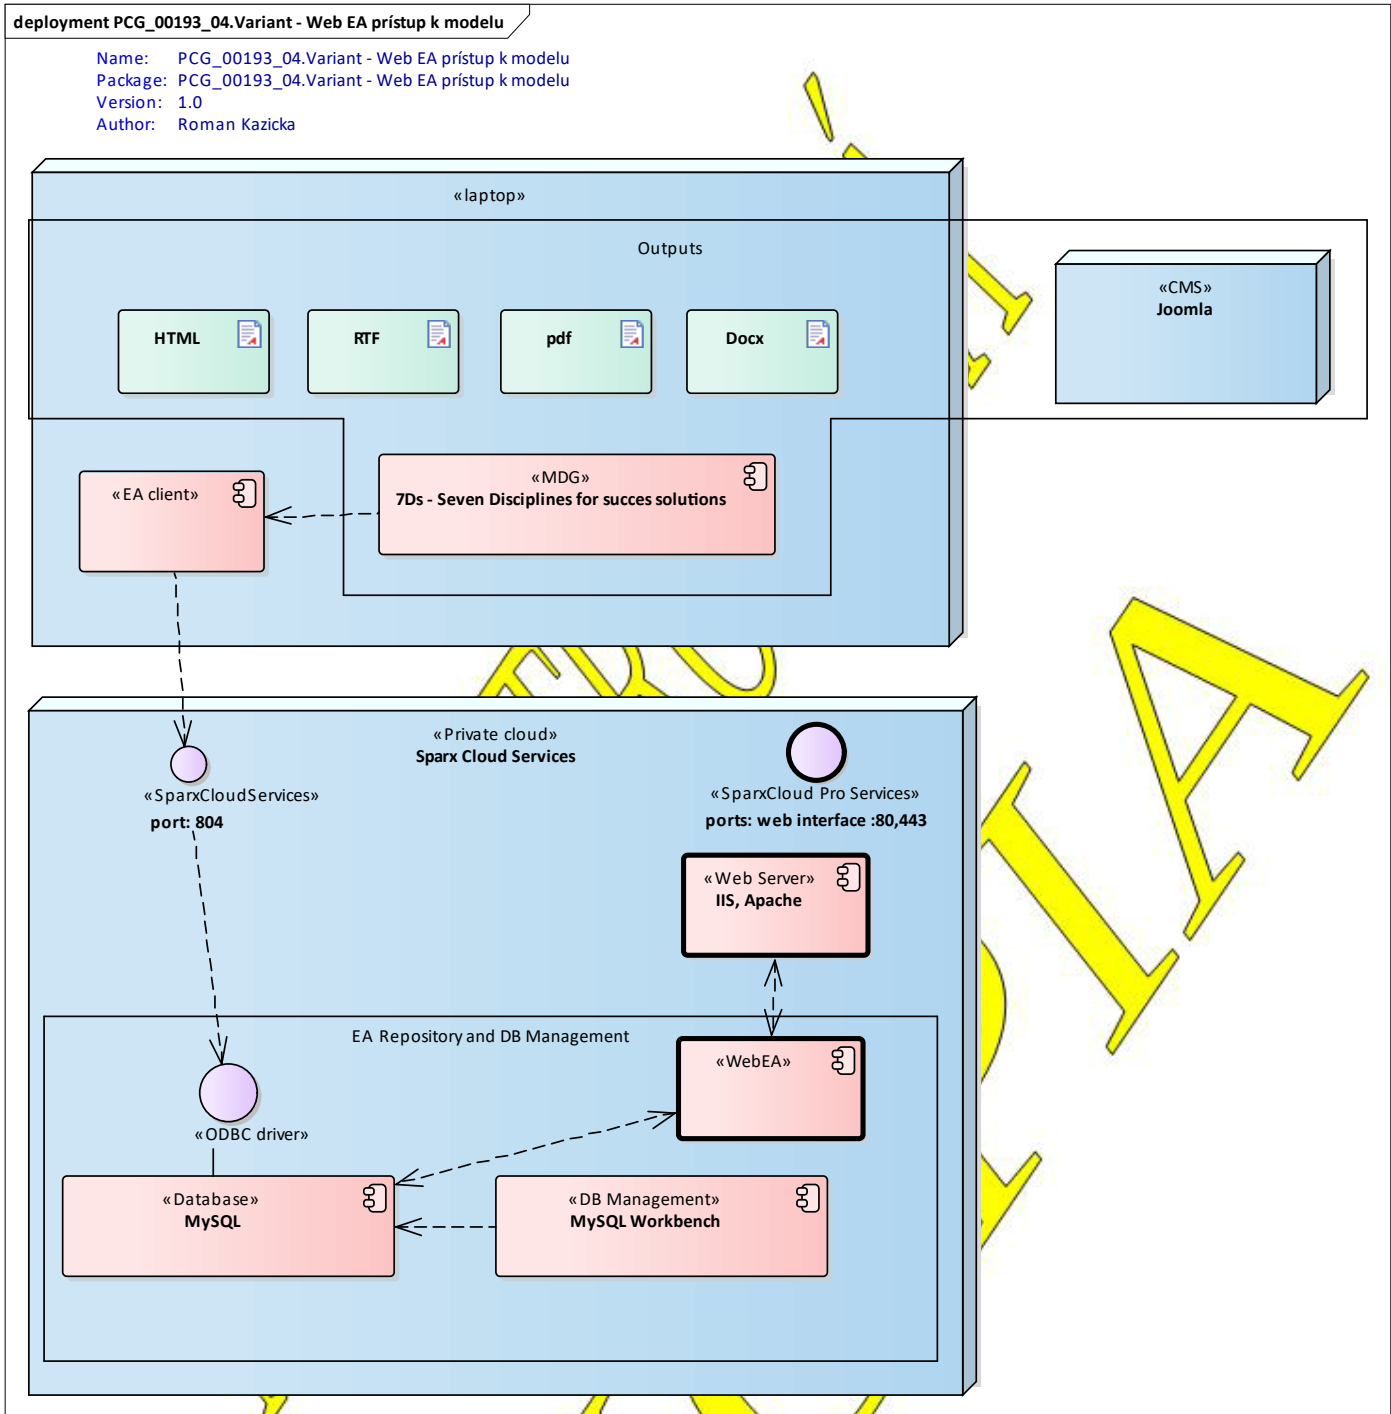 deployment PCG_00193_04.Variant - Web EA prístup k modelu
Name: PCG_00193_04.Variant - Web EA prístup k modelu
Package: PCG_00193_04.Variant - Web EA prístup k modelu
Version: 1.0
Author: Roman Kazicka
«laptop»
Outputs
«CMS»
Joomla
HTML
RTF
pdf
Docx
«EA client»
«MDG»
7Ds - Seven Disciplines for succes solutions
«Private cloud»
Sparx Cloud Services
«SparxCloudServices»
port: 804
«SparxCloud Pro Services»
ports: web interface :80,443
«Web Server»
IIS, Apache
EA Repository and DB Management
«WebEA»
«ODBC driver»
«Database»
MySQL
«DB Management»
MySQL Workbench